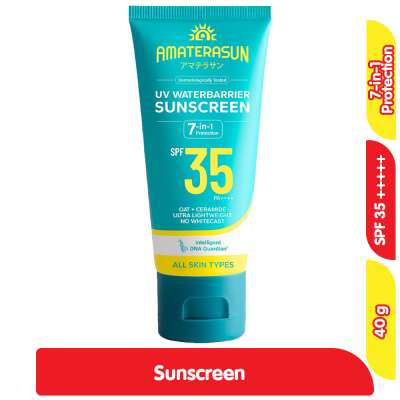 AMATERASUN
アマテラサン
Dermatologically Tested
UV WATERBARRIER
SUNSCREEN
7-in-1
Protection
SPF 35
PA++++
OAT + CERAMIDE
ULTRA LIGHTWEIGHT
NO WHITECAST
Intelligent
DNA Guardian
ALL SKIN TYPES
7-in-1
Protection
SPF 35 +++++
40 g
Sunscreen